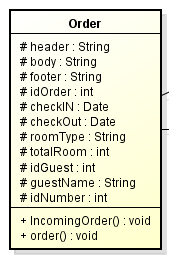 Order
# header : String
# body : String
# footer : String
# idOrder : int
# checkIN : Date
# checkOut : Date
# roomType : String
# totalRoom : int
# idGuest : int
# guestName : String
# idNumber : int
+ IncomingOrder() : void
+ order() : void